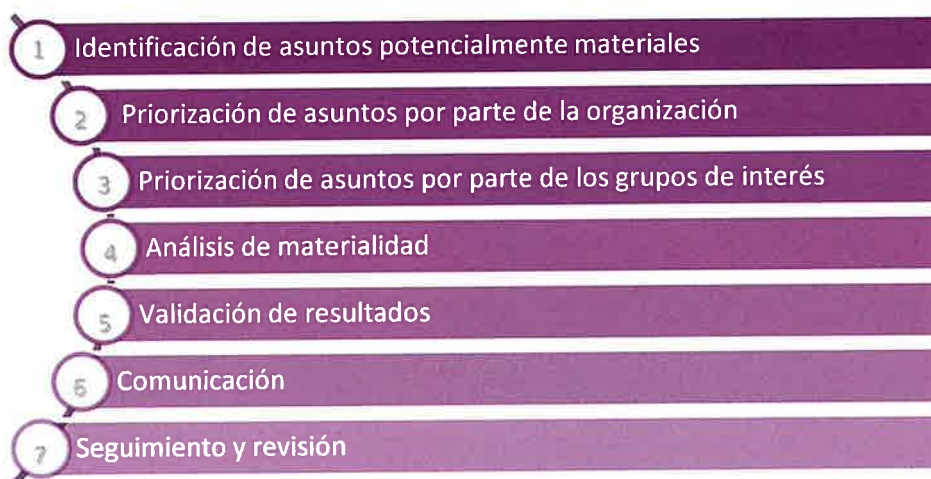 1 Identificación de asuntos potencialmente materiales
2 Priorización de asuntos por parte de la organización
3 Priorización de asuntos por parte de los grupos de interés
4 Análisis de materialidad
5 Validación de resultados
6 Comunicación
7 Seguimiento y revisión